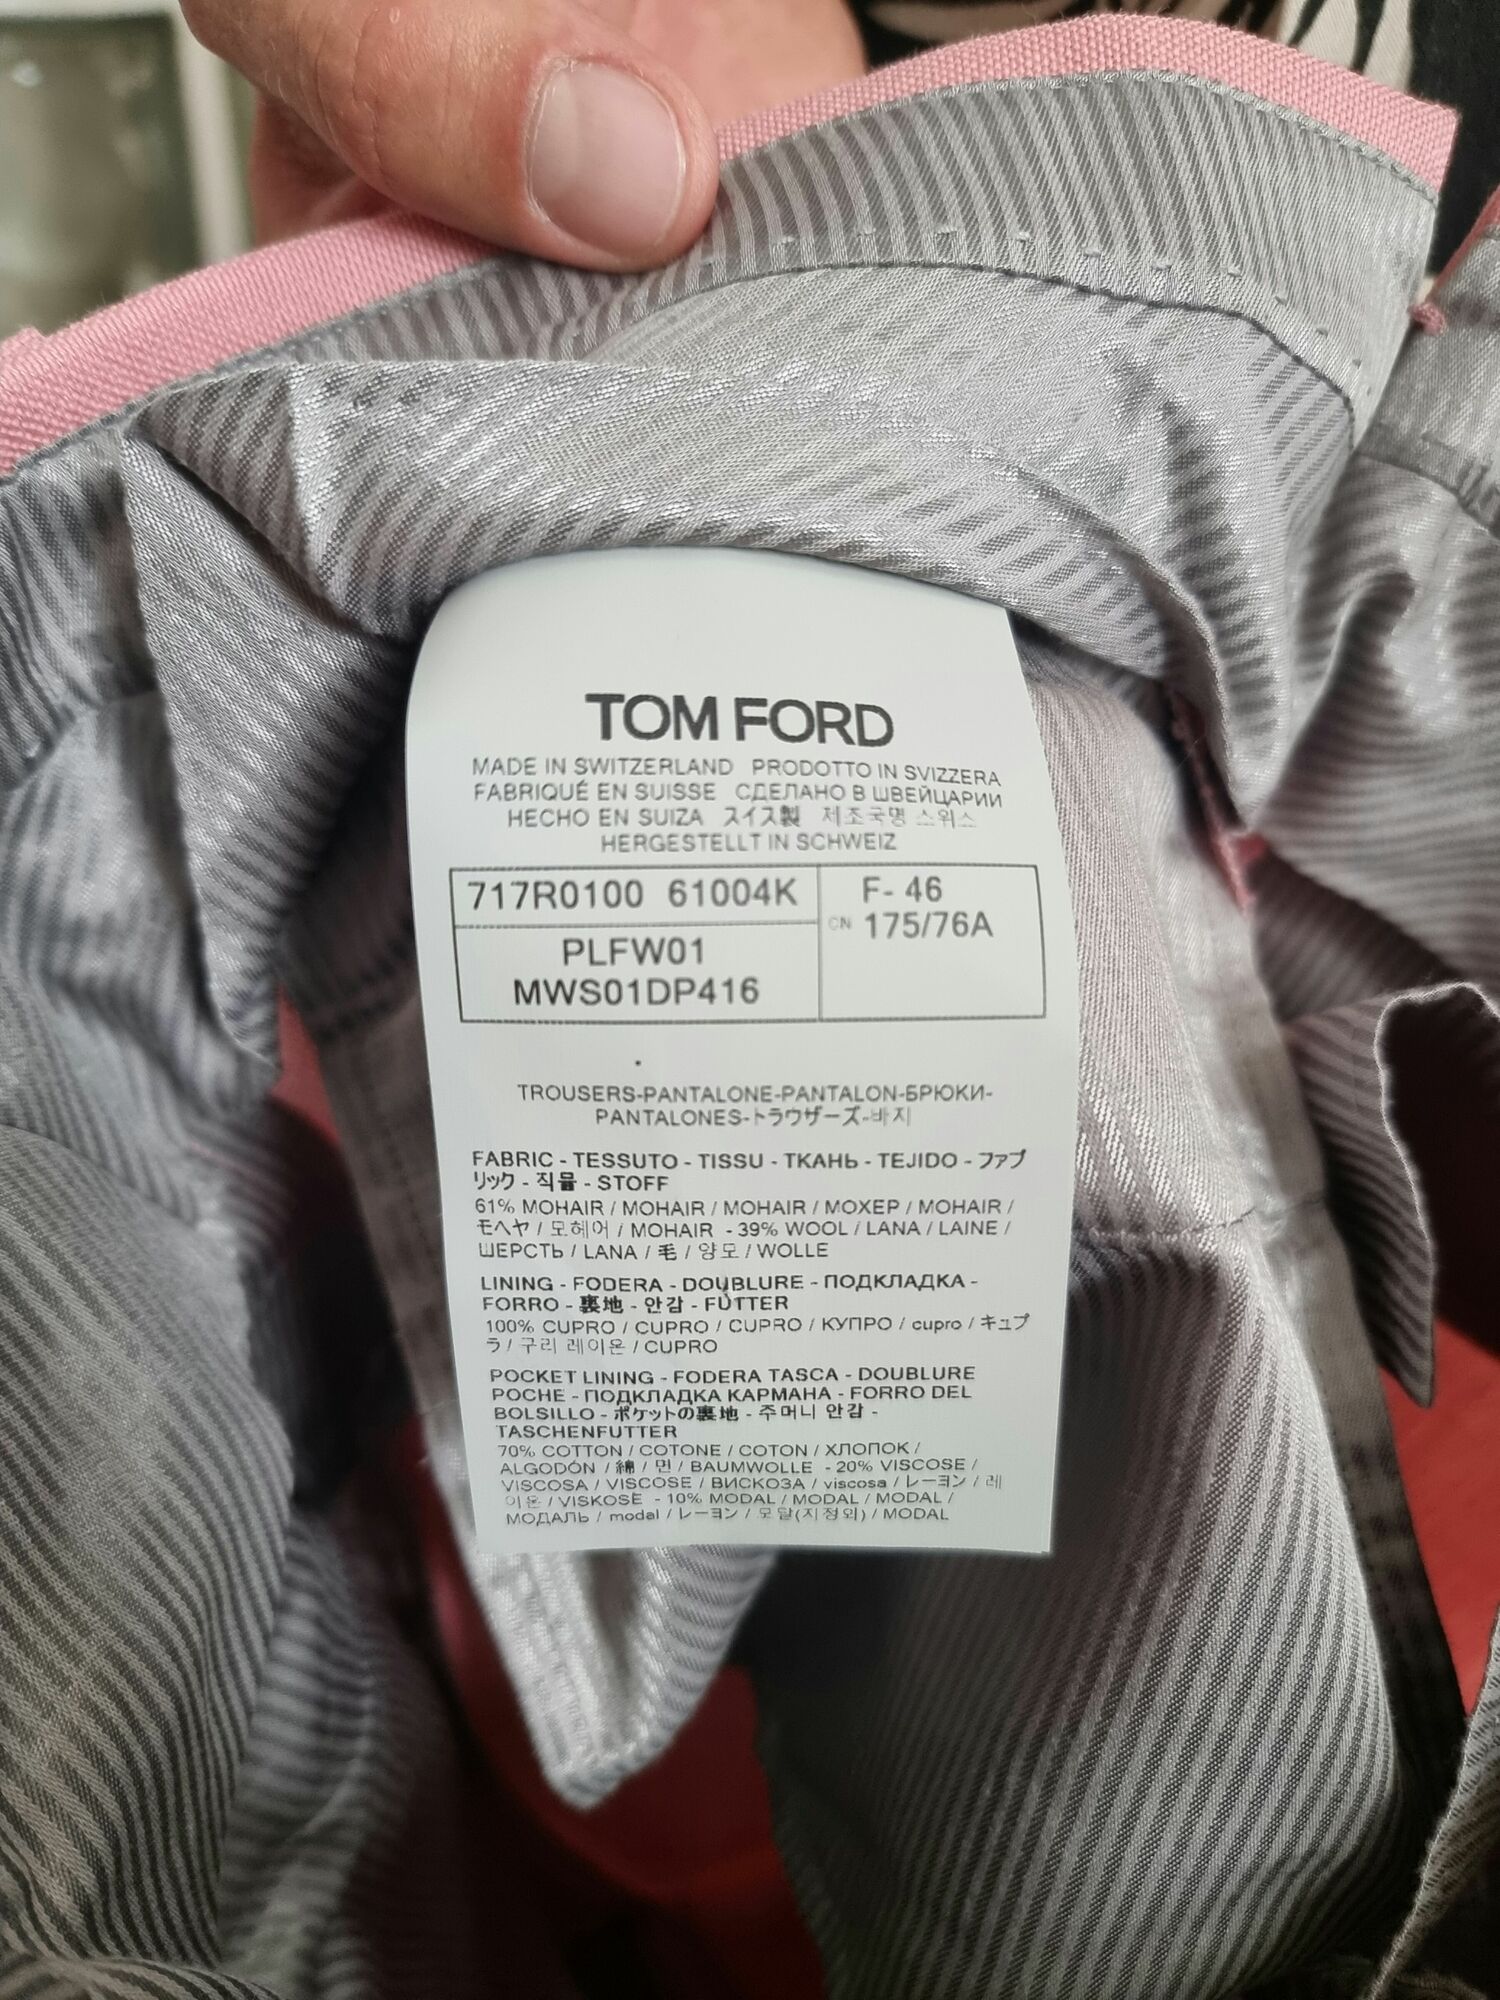 TOM FORD
MADE IN SWITZERLAND PRODOTTO IN SVIZZERA
FABRIQUÉ EN SUISSE СДЕЛАНО В ШВЕЙЦАРИИ
HECHO EN SUIZA スイス製 제조국명 스위스
HERGESTELLT IN SCHWEIZ
717R0100 61004K
F- 46
CN 175/76A
PLFW01
MWS01DP416
TROUSERS-PANTALONE-PANTALON-БРЮКИ-
PANTALONES-トラウザーズ-바지
FABRIC - TESSUTO - TISSU - ТКАНЬ - TEJIDO - ファブ
リック - 직물 - STOFF
61% MOHAIR / MOHAIR / MOHAIR / МОХЕР / MOHAIR /
モヘヤ / 모헤어 / MOHAIR - 39% WOOL / LANA / LAINE /
ШЕРСТЬ / LANA / 毛 / 양모 / WOLLE
LINING - FODERA - DOUBLURE - ПОДКЛАДКА -
FORRO - 裏地 - 안감 - FUTTER
100% CUPRO / CUPRO / CUPRO / КУПРО / cupro / キュプ
ラ / 구리 레이온 / CUPRO
POCKET LINING - FODERA TASCA - DOUBLURE
POCHE - ПОДКЛАДКА КАРМАНА - FORRO DEL
BOLSILLO - ポケットの裏地 - 주머니 안감 -
TASCHENFUTTER
70% COTTON / COTONE / COTON / ХЛОПОК /
ALGODÓN / 綿 / 면 / BAUMWOLLE - 20% VISCOSE /
VISCOSA / VISCOSE / ВИСКОЗА / viscosa / レーヨン / 레
이온 / VISKOSE - 10% MODAL / MODAL / MODAL /
МОДАЛЬ / modal / レーヨン / 모달(지정외) / MODAL